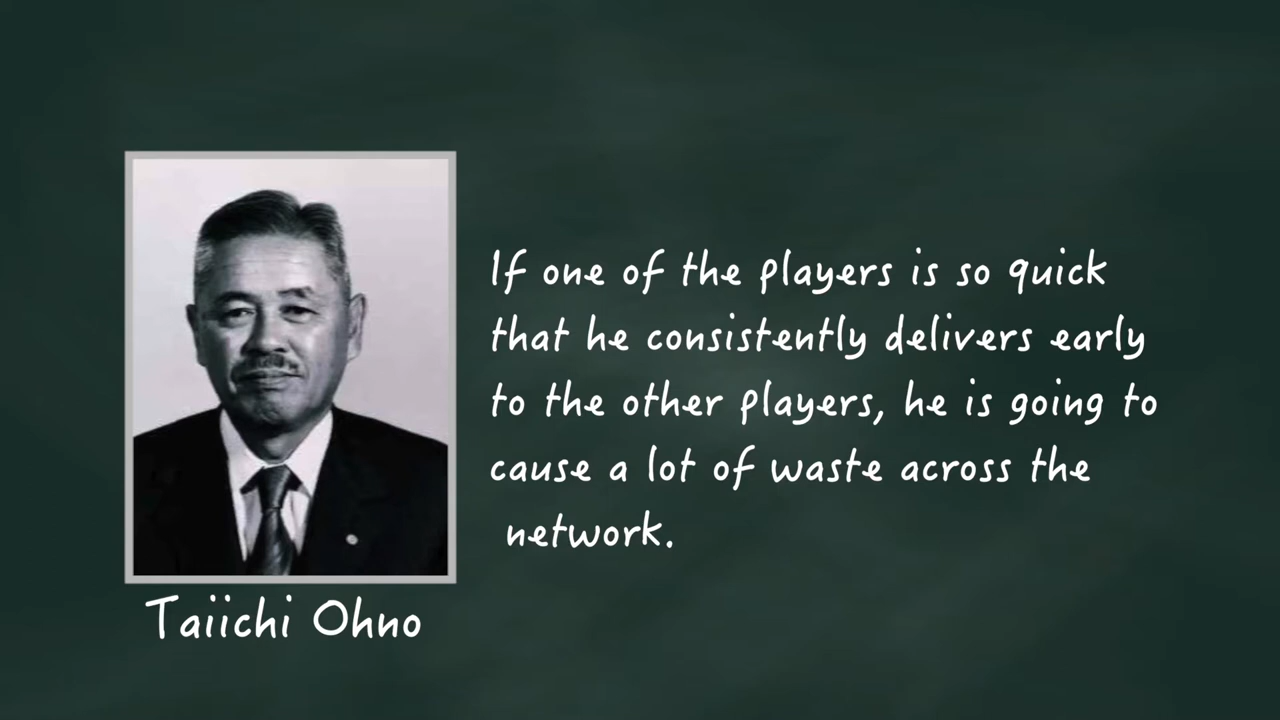 If one of the players is so quick
that he consistently delivers early
to the other players, he is going to
cause a lot of waste across the
network.
Taiichi Ohno